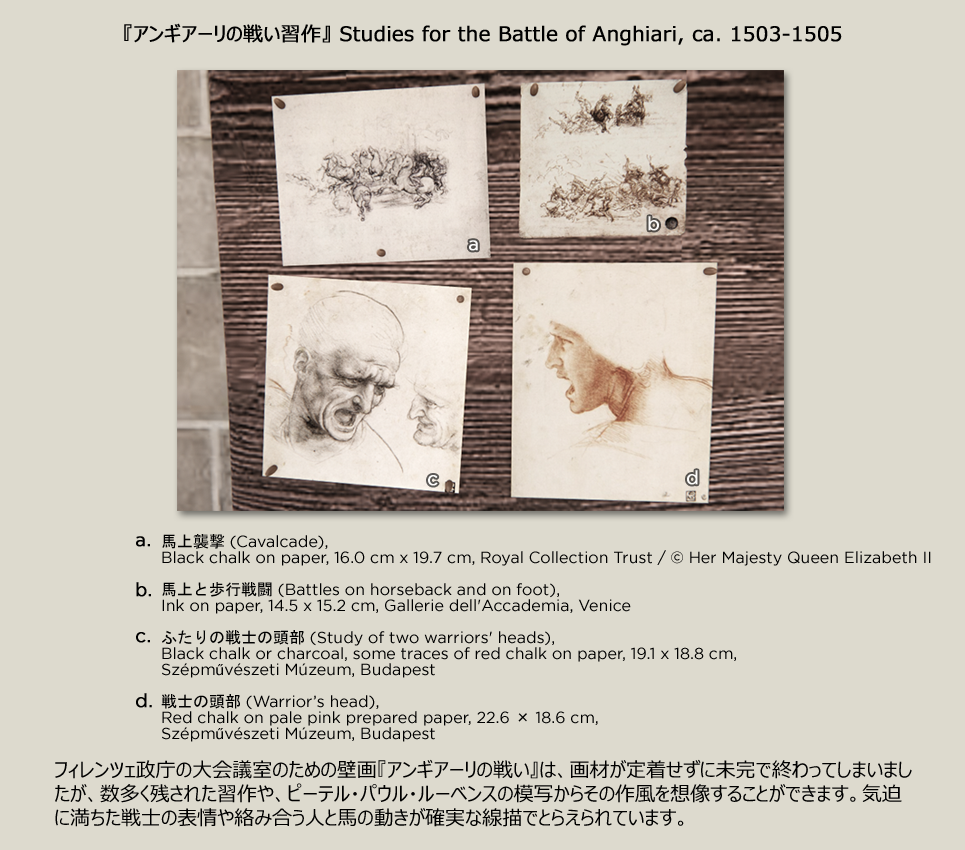 『アンギアーリの戦い習作』 Studies for the Battle of Anghiari, ca. 1503-1505
a
b
c
d
a. 馬上襲撃 (Cavalcade),
Black chalk on paper, 16.0 cm x 19.7 cm, Royal Collection Trust / © Her Majesty Queen Elizabeth II
b. 馬上と歩行戦闘 (Battles on horseback and on foot),
Ink on paper, 14.5 x 15.2 cm, Gallerie dell'Accademia, Venice
c. ふたりの戦士の頭部 (Study of two warriors' heads),
Black chalk or charcoal, some traces of red chalk on paper, 19.1 x 18.8 cm,
Szépművészeti Múzeum, Budapest
d. 戦士の頭部 (Warrior’s head),
Red chalk on pale pink prepared paper, 22.6 × 18.6 cm,
Szépművészeti Múzeum, Budapest
フィレンツェ政庁の大会議室のための壁画『アンギアーリの戦い』は、画材が定着せずに未完で終わってしまいまし
たが、数多く残された習作や、ピーテル・パウル・ルーベンスの模写からその作風を想像することができます。気迫
に満ちた戦士の表情や絡み合う人と馬の動きが確実な線描でとらえられています。